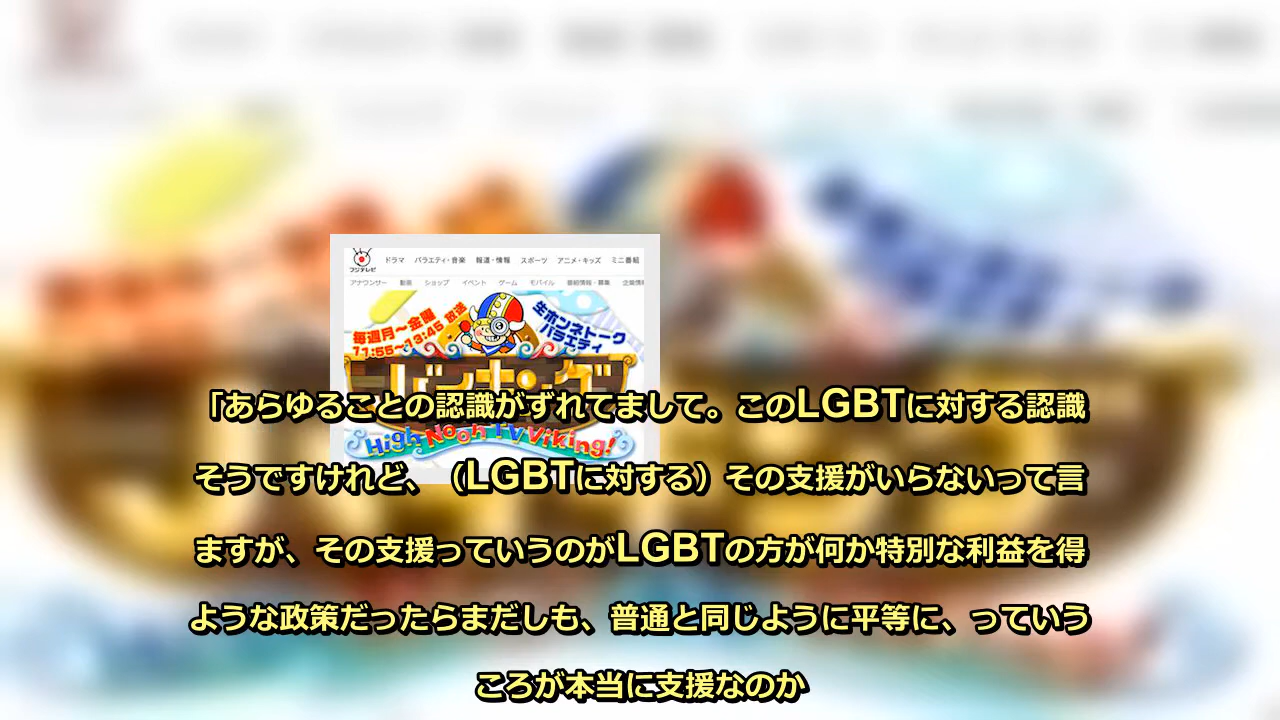 フジテレビ
ドラマ バラエティ・音楽 報道・情報 スポーツ アニメ・キッズ ミニ番組
アナウンサー 動画 ショップ イベント ゲーム モバイル 番組情報・募集 企業情
毎週月～金曜
11:55~13:45 放送
生ホンネトーク
バラエティ
バイキング
High Noon TV Viking!
「あらゆることの認識がずれてまして。このLGBTに対する認識
そうですけれど、（LGBTに対する）その支援がいらないって言
ますが、その支援っていうのがLGBTの方が何か特別な利益を得
ような政策だったらまだしも、普通と同じように平等に、っていう
ころが本当に支援なのか